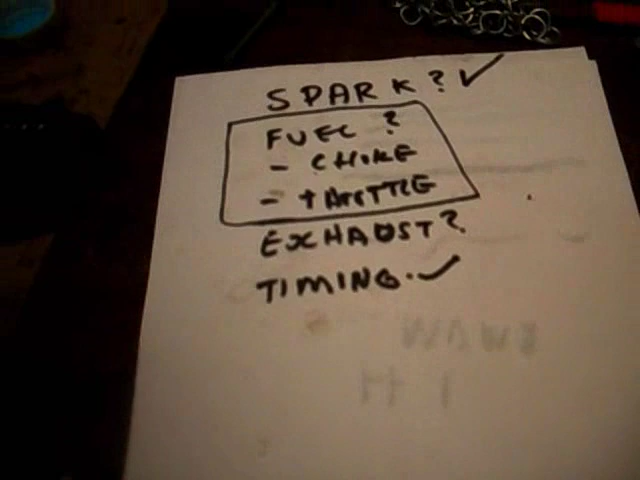 SPARK? ✓
FUEL?
- CHOKE
- THROTTLE
EXHAUST?
TIMING. ✓